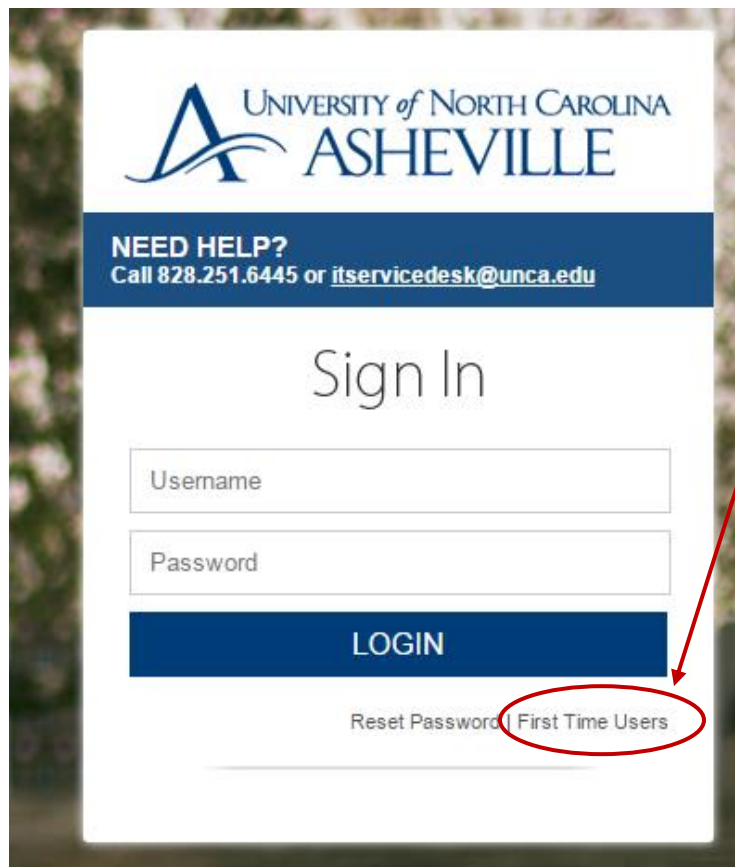 UNIVERSITY of NORTH CAROLINA
ASHEVILLE
NEED HELP?
Call 828.251.6445 or itservicedesk@unca.edu
Sign In
Username
Password
LOGIN
Reset Password | First Time Users